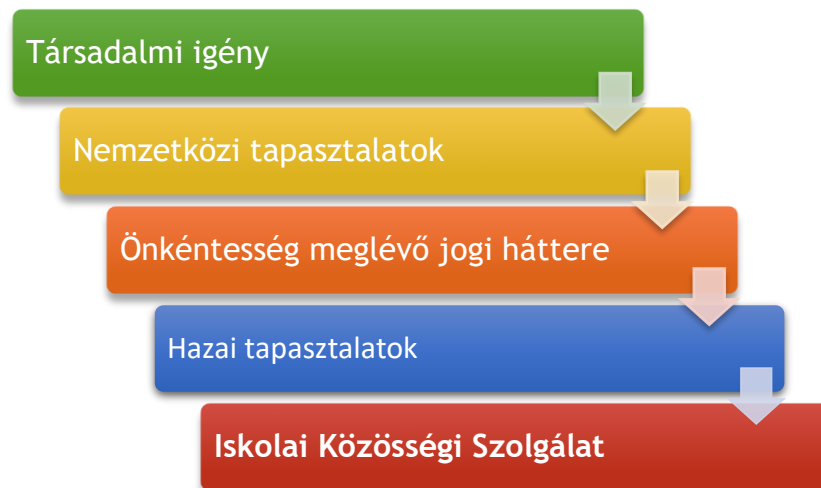 Társadalmi igény
Nemzetközi tapasztalatok
Önkéntesség meglévő jogi háttere
Hazai tapasztalatok
Iskolai Közösségi Szolgálat